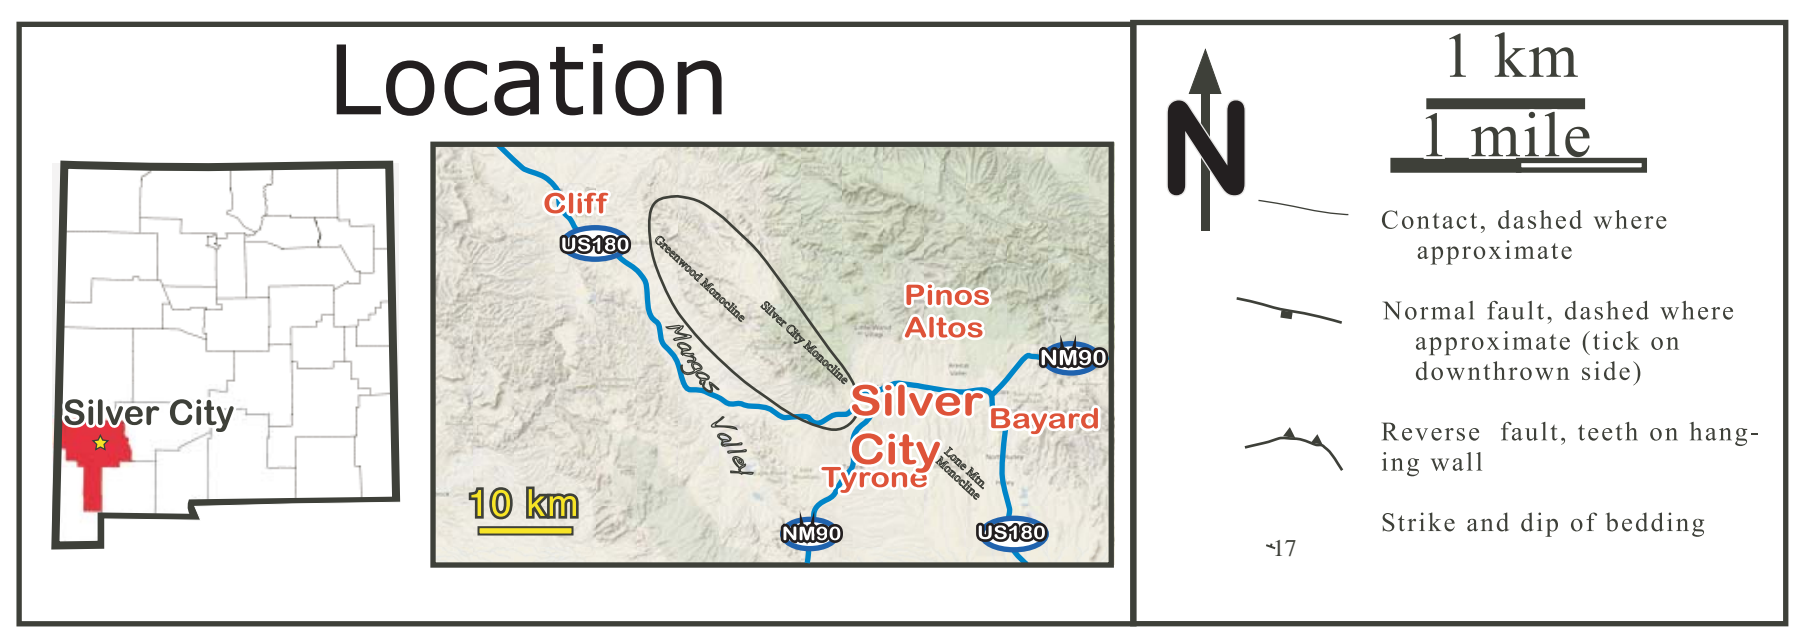 Location
Silver City
Cliff
US180
Greenwood Monocline
Silver City Monocline
Mangas
Valley
Pinos
Altos
NM90
Silver
City
Bayard
Tyrone
Lone Mtn.
Monocline
10 km
NM90
US180
N
1 km
1 mile
Contact, dashed where
approximate
Normal fault, dashed where
approximate (tick on
downthrown side)
Reverse fault, teeth on hang-
ing wall
Strike and dip of bedding
17